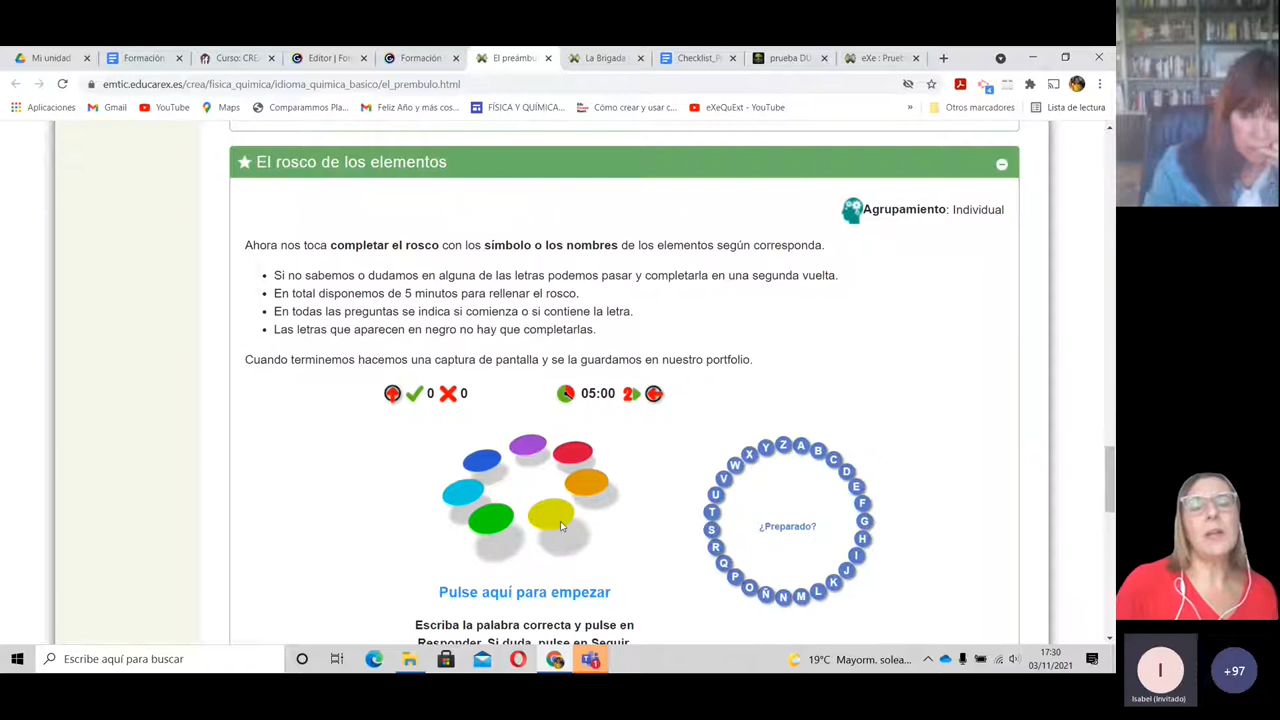 Mi unidad
Formación
Curso: CRE
Editor | For
Formación
El preámbu
La Brigada
Checklist_P
prueba DU
eXe : Prueb
emtic.educarex.es/crea/fisica_quimica/idioma_quimica_basico/el_prembulo.html
Aplicaciones
Gmail
YouTube
Maps
Comparammos Pla...
Feliz Año y más cos...
FÍSICA Y QUÍMICA...
Cómo crear y usar c...
eXeQuExt - YouTube
»
Otros marcadores
Lista de lectura
El rosco de los elementos
Agrupamiento: Individual
Ahora nos toca completar el rosco con los símbolo o los nombres de los elementos según corresponda.
Si no sabemos o dudamos en alguna de las letras podemos pasar y completarla en una segunda vuelta.
En total disponemos de 5 minutos para rellenar el rosco.
En todas las preguntas se indica si comienza o si contiene la letra.
Las letras que aparecen en negro no hay que completarlas.
Cuando terminemos hacemos una captura de pantalla y se la guardamos en nuestro portfolio.
0 0 05:00 2
A B C D E F G H I J K L M N Ñ O P Q R S T U V W X Y Z
¿Preparado?
Pulse aquí para empezar
Escriba la palabra correcta y pulse en
Responder. Si duda, pulse en Seguir
Escribe aquí para buscar
19°C Mayorm. solea...
17:30
03/11/2021
I
Isabel (Invitado)
+97